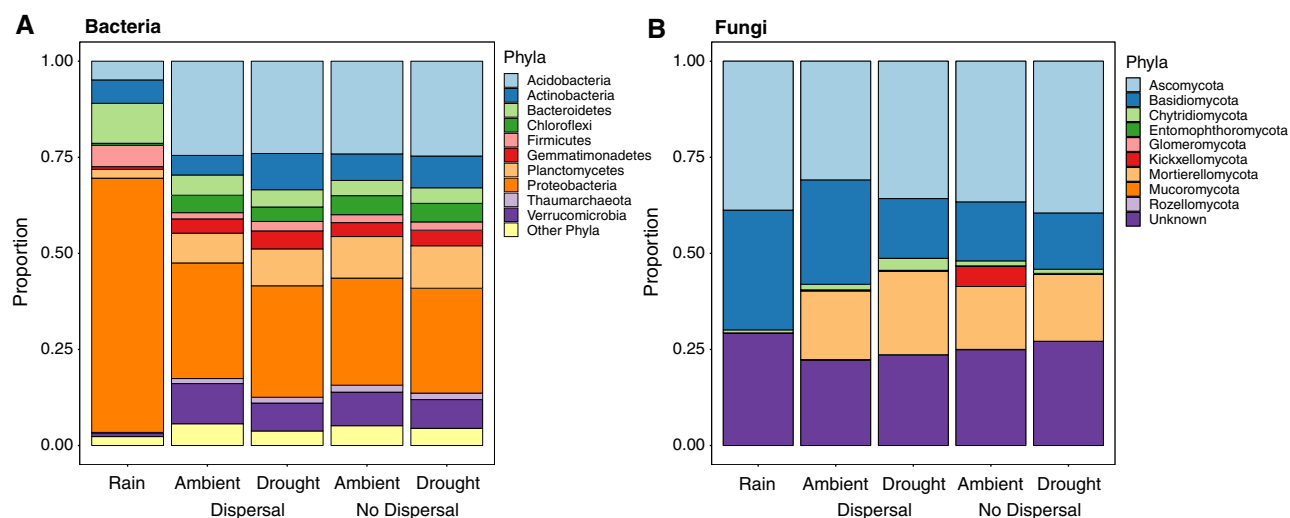 A Bacteria
Proportion
1.00
0.75
0.50
0.25
0.00
Rain Ambient Drought Ambient Drought
Dispersal No Dispersal
Phyla
Acidobacteria
Actinobacteria
Bacteroidetes
Chloroflexi
Firmicutes
Gemmatimonadetes
Planctomycetes
Proteobacteria
Thaumarchaeota
Verrucomicrobia
Other Phyla
B Fungi
Proportion
1.00
0.75
0.50
0.25
0.00
Rain Ambient Drought Ambient Drought
Dispersal No Dispersal
Phyla
Ascomycota
Basidiomycota
Chytridiomycota
Entomophthoromycota
Glomeromycota
Kickxellomycota
Mortierellomycota
Mucoromycota
Rozellomycota
Unknown